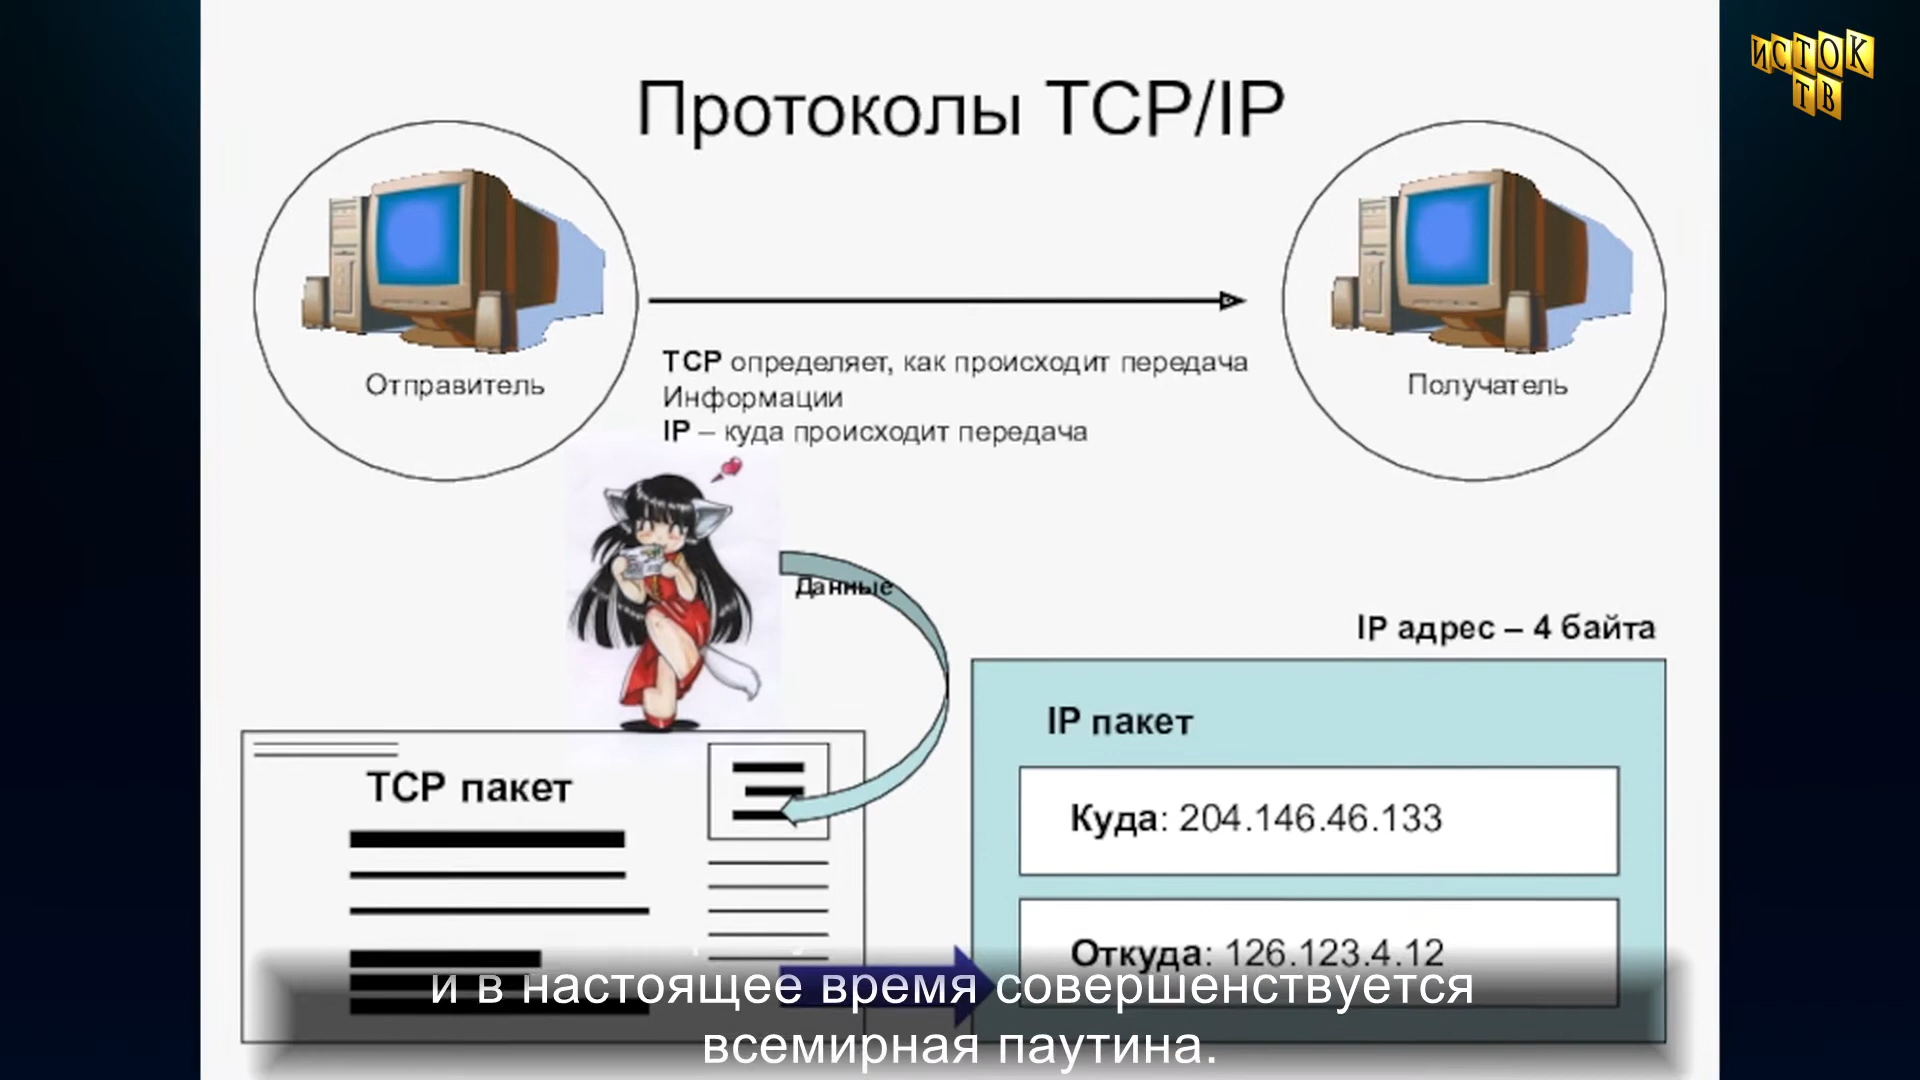 ИСТОК
ТВ
Протоколы TCP/IP
Отправитель
TCP определяет, как происходит передача
Информации
IP – куда происходит передача
Получатель
Данные
IP адрес – 4 байта
IP пакет
TCP пакет
Куда: 204.146.46.133
Откуда: 126.123.4.12
и в настоящее время совершенствуется
всемирная паутина.